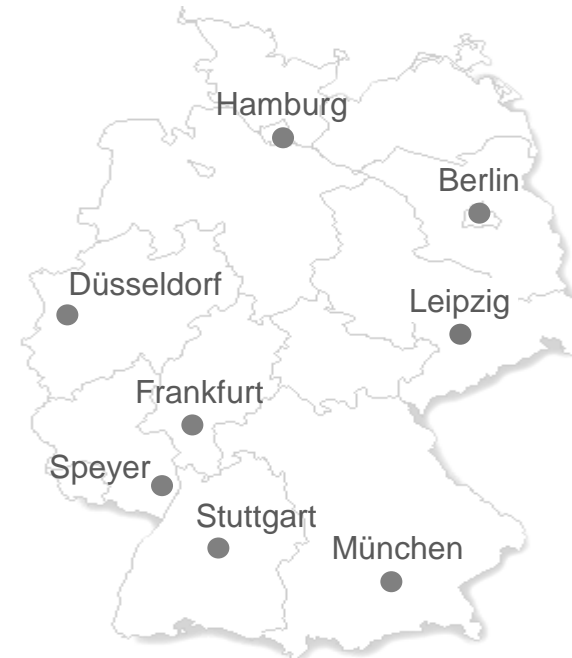 Hamburg
Berlin
Düsseldorf
Leipzig
Frankfurt
Speyer
Stuttgart
München